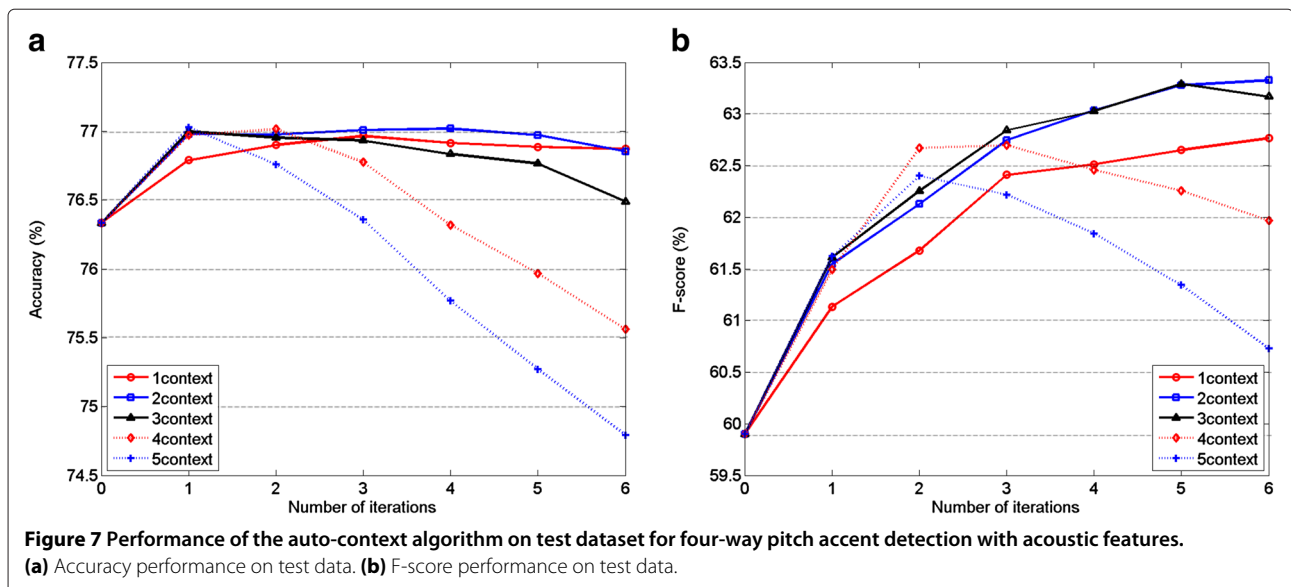 a
77.5
77
76.5
76
75.5
75
74.5
Accuracy (%)
1context
2context
3context
4context
5context
0 1 2 3 4 5 6
Number of iterations
b
63.5
63
62.5
62
61.5
61
60.5
60
59.5
F-score (%)
1context
2context
3context
4context
5context
0 1 2 3 4 5 6
Number of iterations
Figure 7 Performance of the auto-context algorithm on test dataset for four-way pitch accent detection with acoustic features.
(a) Accuracy performance on test data. (b) F-score performance on test data.